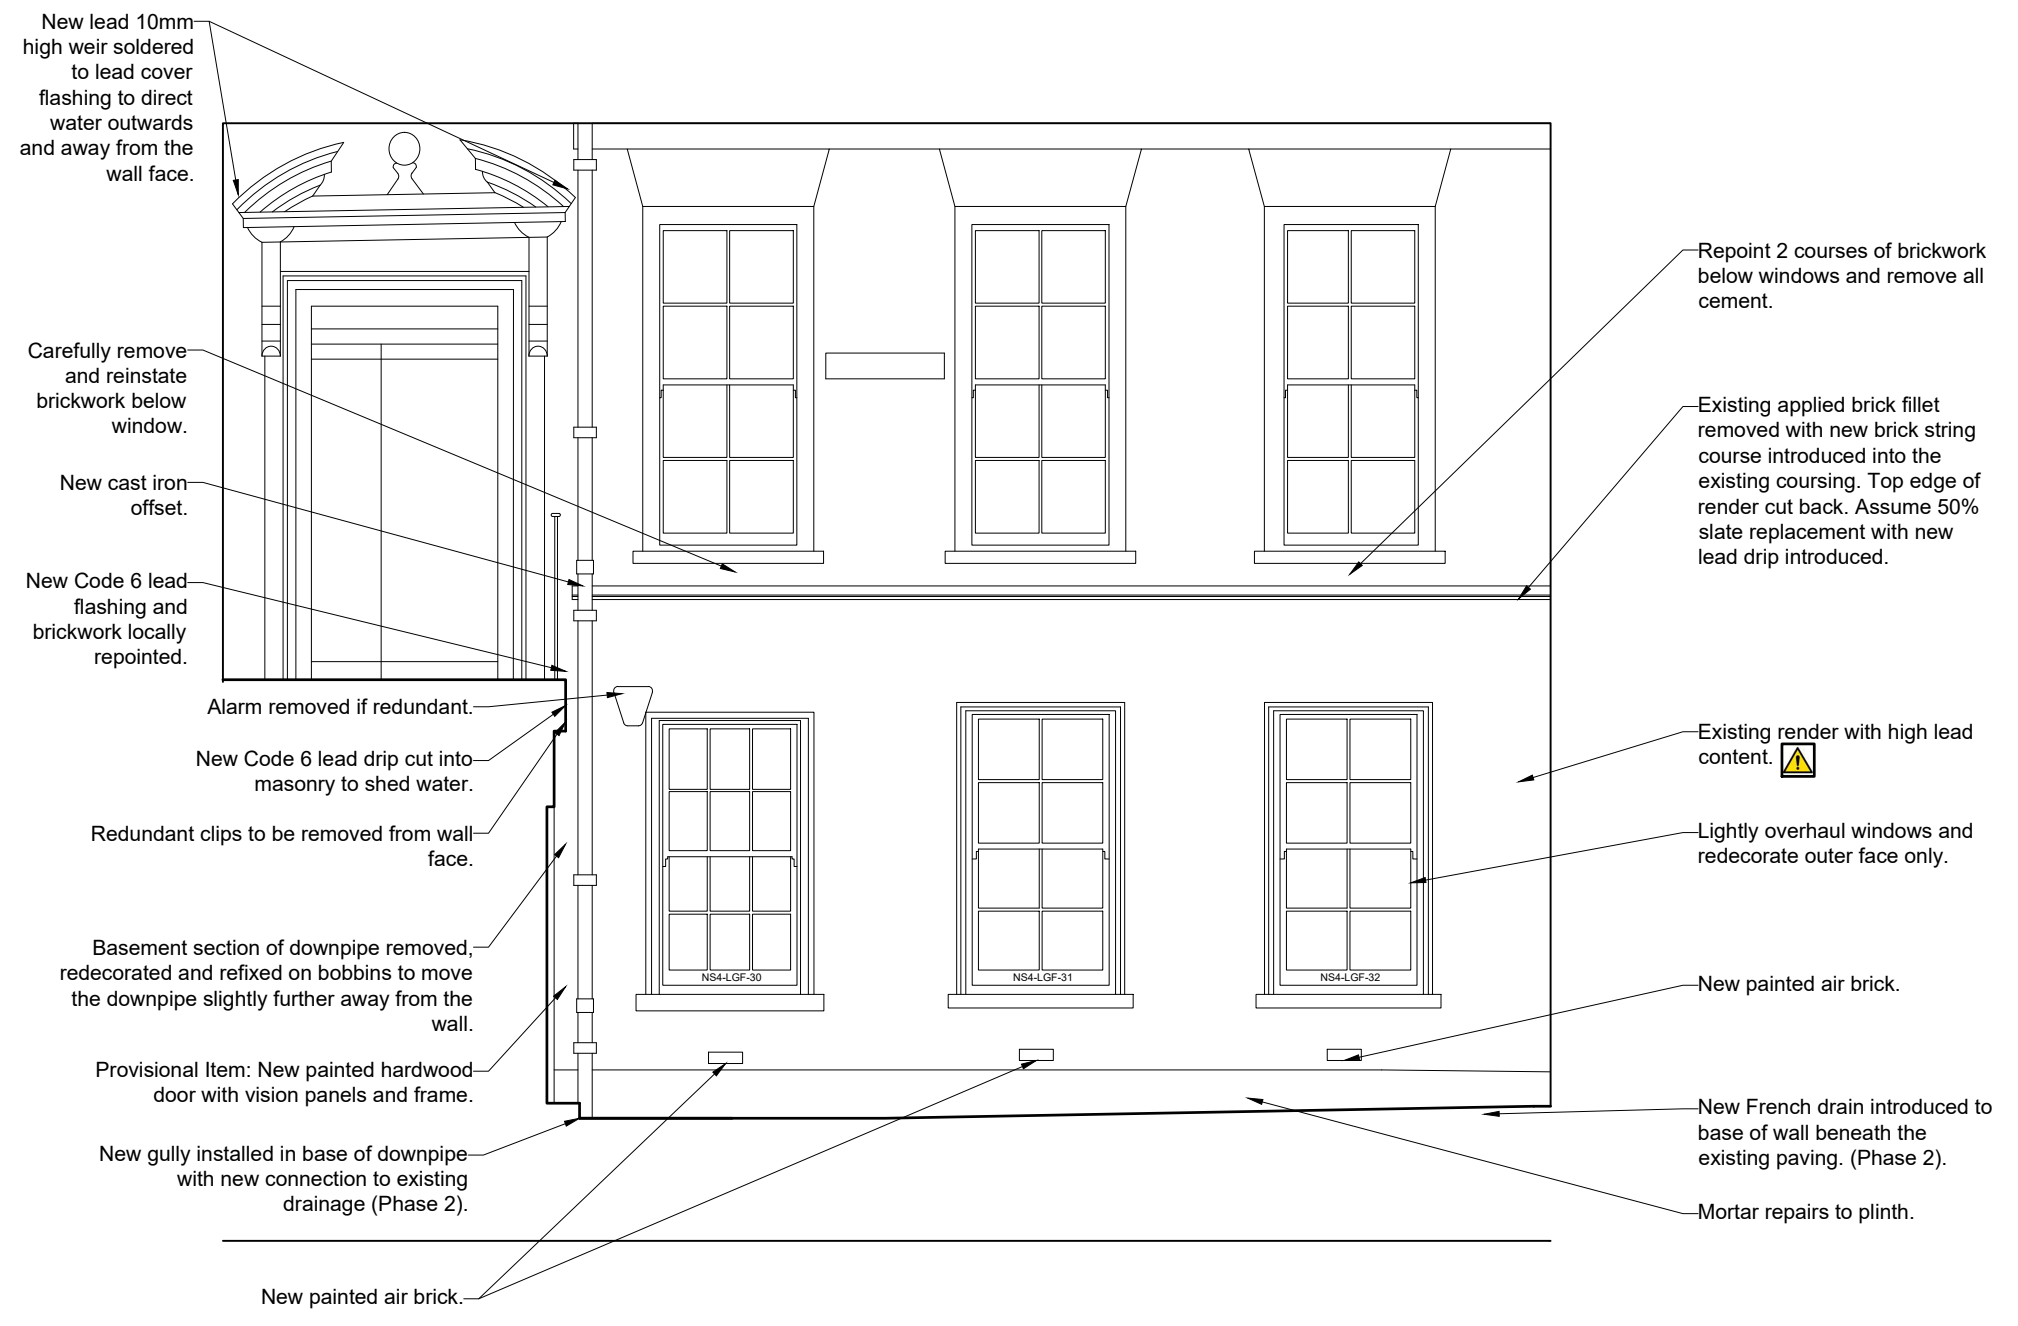 New lead 10mm
high weir soldered
to lead cover
flashing to direct
water outwards
and away from the
wall face.
Carefully remove
and reinstate
brickwork below
window.
New cast iron
offset.
New Code 6 lead
flashing and
brickwork locally
repointed.
Alarm removed if redundant.
New Code 6 lead drip cut into
masonry to shed water.
Redundant clips to be removed from wall
face.
Basement section of downpipe removed,
redecorated and refixed on bobbins to move
the downpipe slightly further away from the
wall.
Provisional Item: New painted hardwood
door with vision panels and frame.
New gully installed in base of downpipe
with new connection to existing
drainage (Phase 2).
New painted air brick.
NS4-LGF-30
NS4-LGF-31
NS4-LGF-32
Repoint 2 courses of brickwork
below windows and remove all
cement.
Existing applied brick fillet
removed with new brick string
course introduced into the
existing coursing. Top edge of
render cut back. Assume 50%
slate replacement with new
lead drip introduced.
Existing render with high lead
content.
Lightly overhaul windows and
redecorate outer face only.
New painted air brick.
New French drain introduced to
base of wall beneath the
existing paving. (Phase 2).
Mortar repairs to plinth.